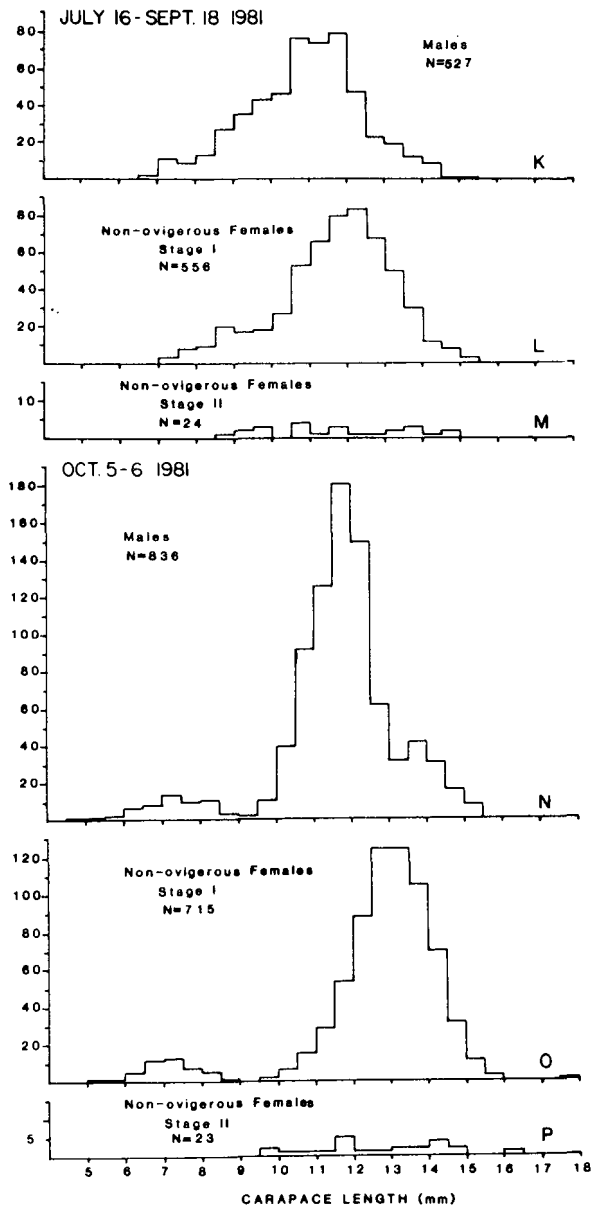 JULY 16 - SEPT. 18 1981
80
60
40
20
Males
N=527
K
80
60
40
20
Non-ovigerous Females
Stage I
N=556
L
10
Non-ovigerous Females
Stage II
N=24
M
OCT. 5-6 1981
180
160
140
120
100
80
60
40
20
Males
N=836
N
120
100
80
60
40
20
Non-ovigerous Females
Stage I
N=715
O
5
Non-ovigerous Females
Stage II
N=23
P
5 6 7 8 9 10 11 12 13 14 15 16 17 18
CARAPACE LENGTH (mm)